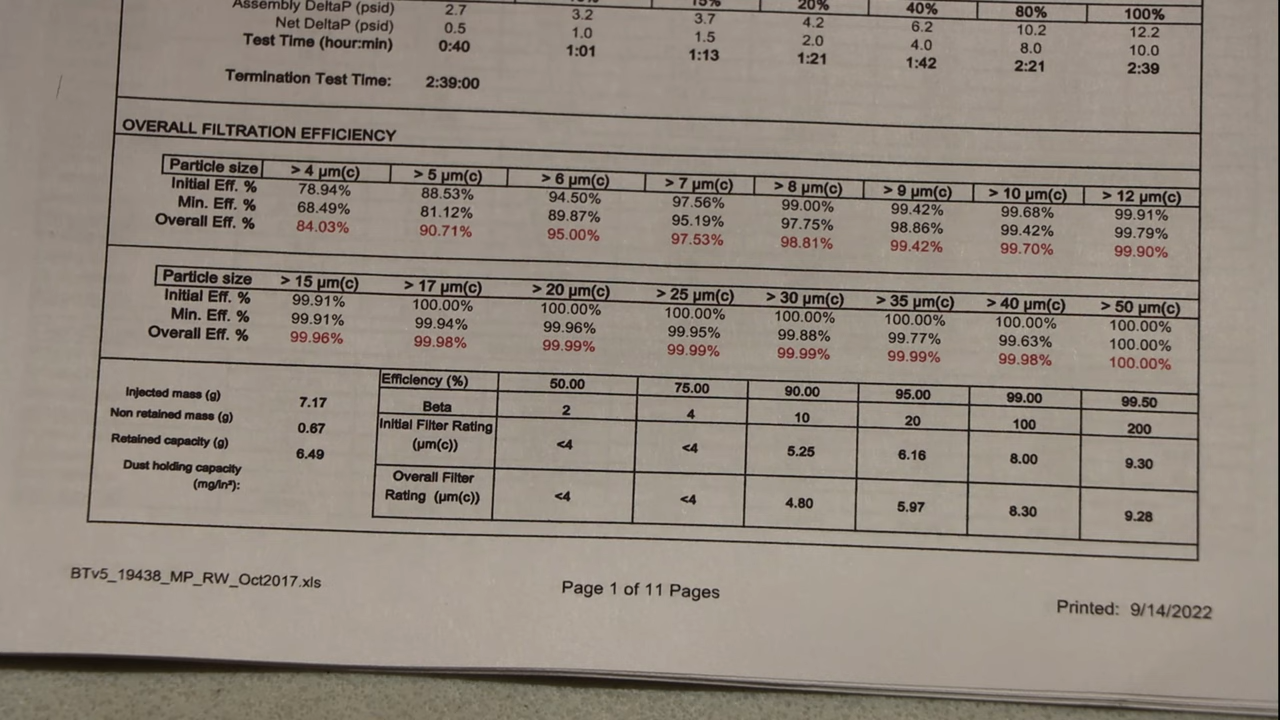 20% 40% 80% 100%
Assembly DeltaP (psid) 2.7 3.2 3.7 4.2 6.2 10.2 12.2
Net DeltaP (psid) 0.5 1.0 1.5 2.0 4.0 8.0 10.0
Test Time (hour:min) 0:40 1:01 1:13 1:21 1:42 2:21 2:39
Termination Test Time: 2:39:00
OVERALL FILTRATION EFFICIENCY
Particle size > 4 µm(c) > 5 µm(c) > 6 µm(c) > 7 µm(c) > 8 µm(c) > 9 µm(c) > 10 µm(c) > 12 µm(c)
Initial Eff. % 78.94% 88.53% 94.50% 97.56% 99.00% 99.42% 99.68% 99.91%
Min. Eff. % 68.49% 81.12% 89.87% 95.19% 97.75% 98.86% 99.42% 99.79%
Overall Eff. % 84.03% 90.71% 95.00% 97.53% 98.81% 99.42% 99.70% 99.90%
Particle size > 15 µm(c) > 17 µm(c) > 20 µm(c) > 25 µm(c) > 30 µm(c) > 35 µm(c) > 40 µm(c) > 50 µm(c)
Initial Eff. % 99.91% 100.00% 100.00% 100.00% 100.00% 100.00% 100.00% 100.00%
Min. Eff. % 99.91% 99.94% 99.96% 99.95% 99.88% 99.77% 99.63% 100.00%
Overall Eff. % 99.96% 99.98% 99.99% 99.99% 99.99% 99.99% 99.98% 100.00%
Injected mass (g) 7.17
Non retained mass (g) 0.67
Retained capacity (g) 6.49
Dust holding capacity
(mg/in²):
Efficiency (%) 50.00 75.00 90.00 95.00 99.00 99.50
Beta 2 4 10 20 100 200
Initial Filter Rating
(µm(c)) <4 <4 5.25 6.16 8.00 9.30
Overall Filter
Rating (µm(c)) <4 <4 4.80 5.97 8.30 9.28
BTv5_19438_MP_RW_Oct2017.xls
Page 1 of 11 Pages
Printed: 9/14/2022